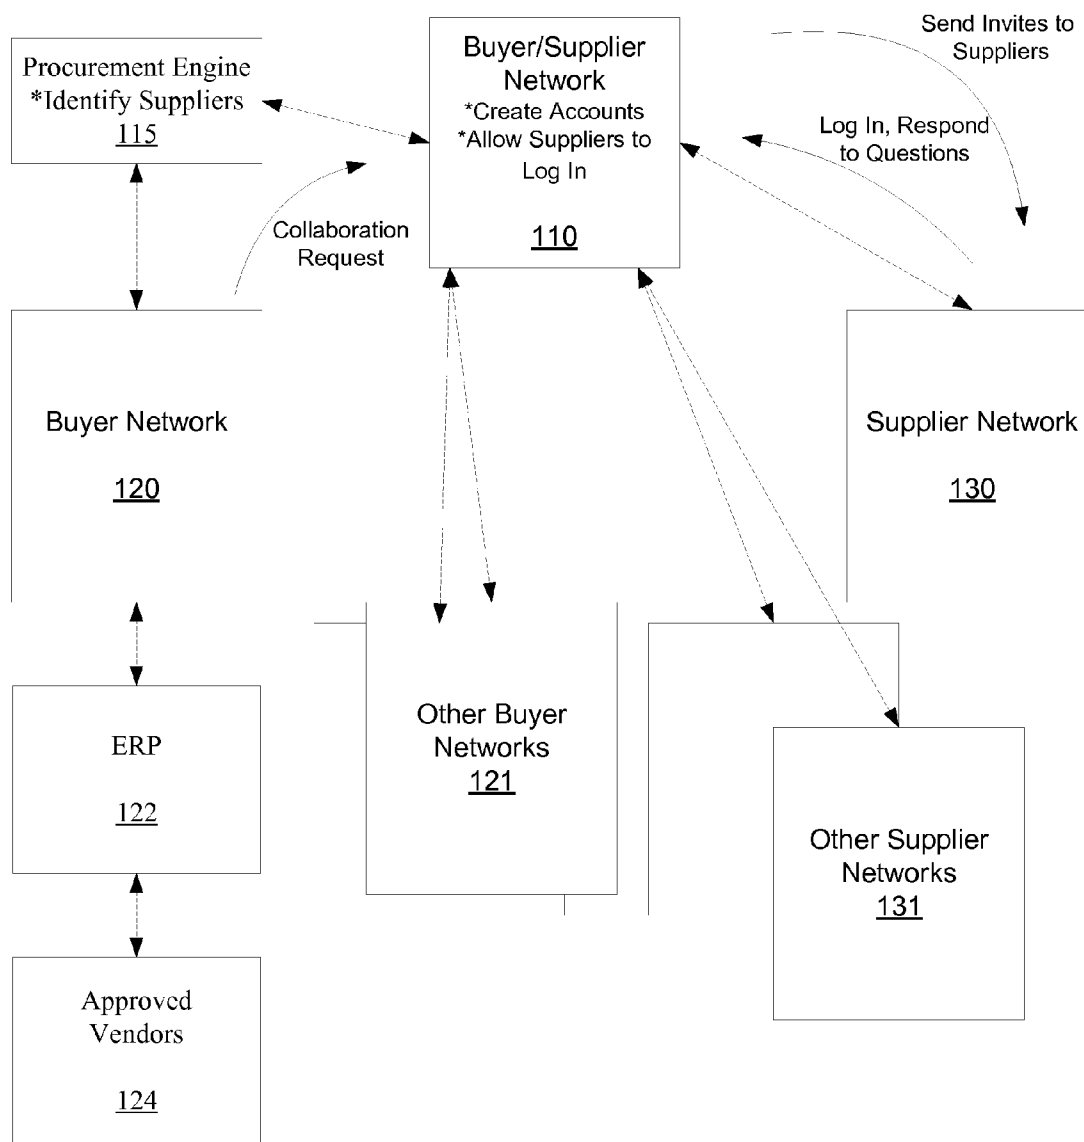 Procurement Engine
*Identify Suppliers
115
Buyer/Supplier
Network
*Create Accounts
*Allow Suppliers to
Log In
110
Send Invites to
Suppliers
Log In, Respond
to Questions
Collaboration
Request
Buyer Network
120
Supplier Network
130
ERP
122
Other Buyer
Networks
121
Other Supplier
Networks
131
Approved
Vendors
124